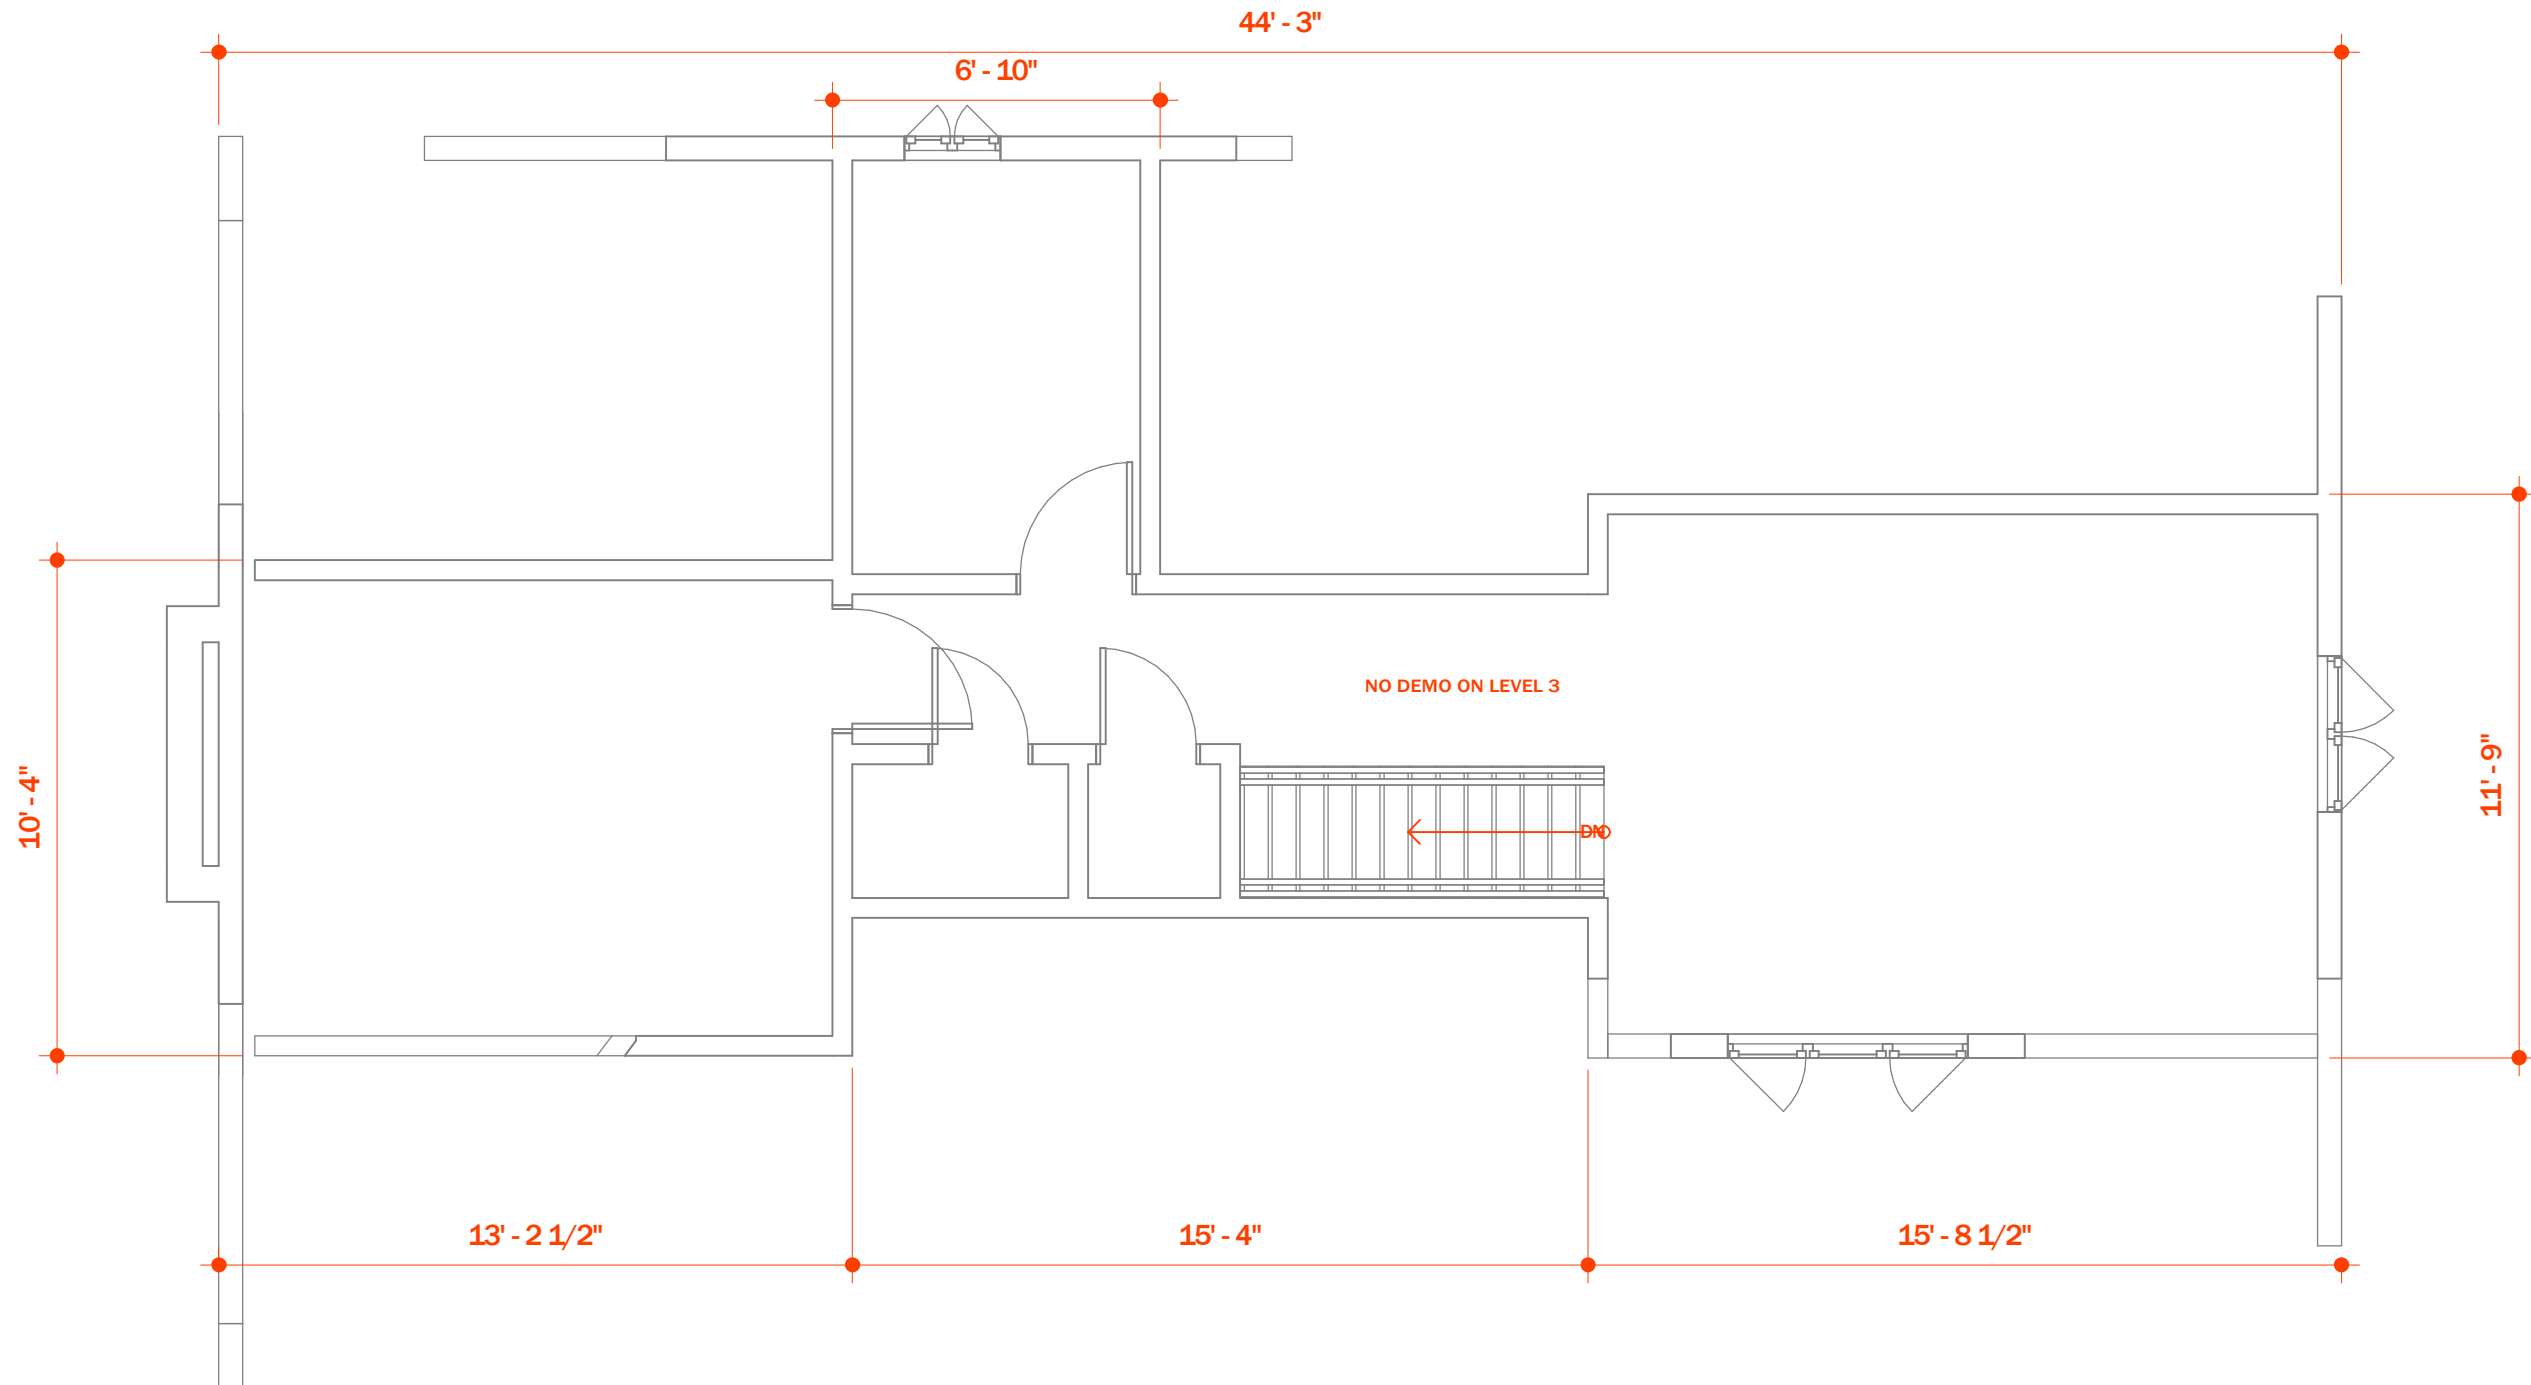 44' - 3"
6' - 10"
NO DEMO ON LEVEL 3
10' - 4"
11' - 9"
DN
13' - 2 1/2"
15' - 4"
15' - 8 1/2"